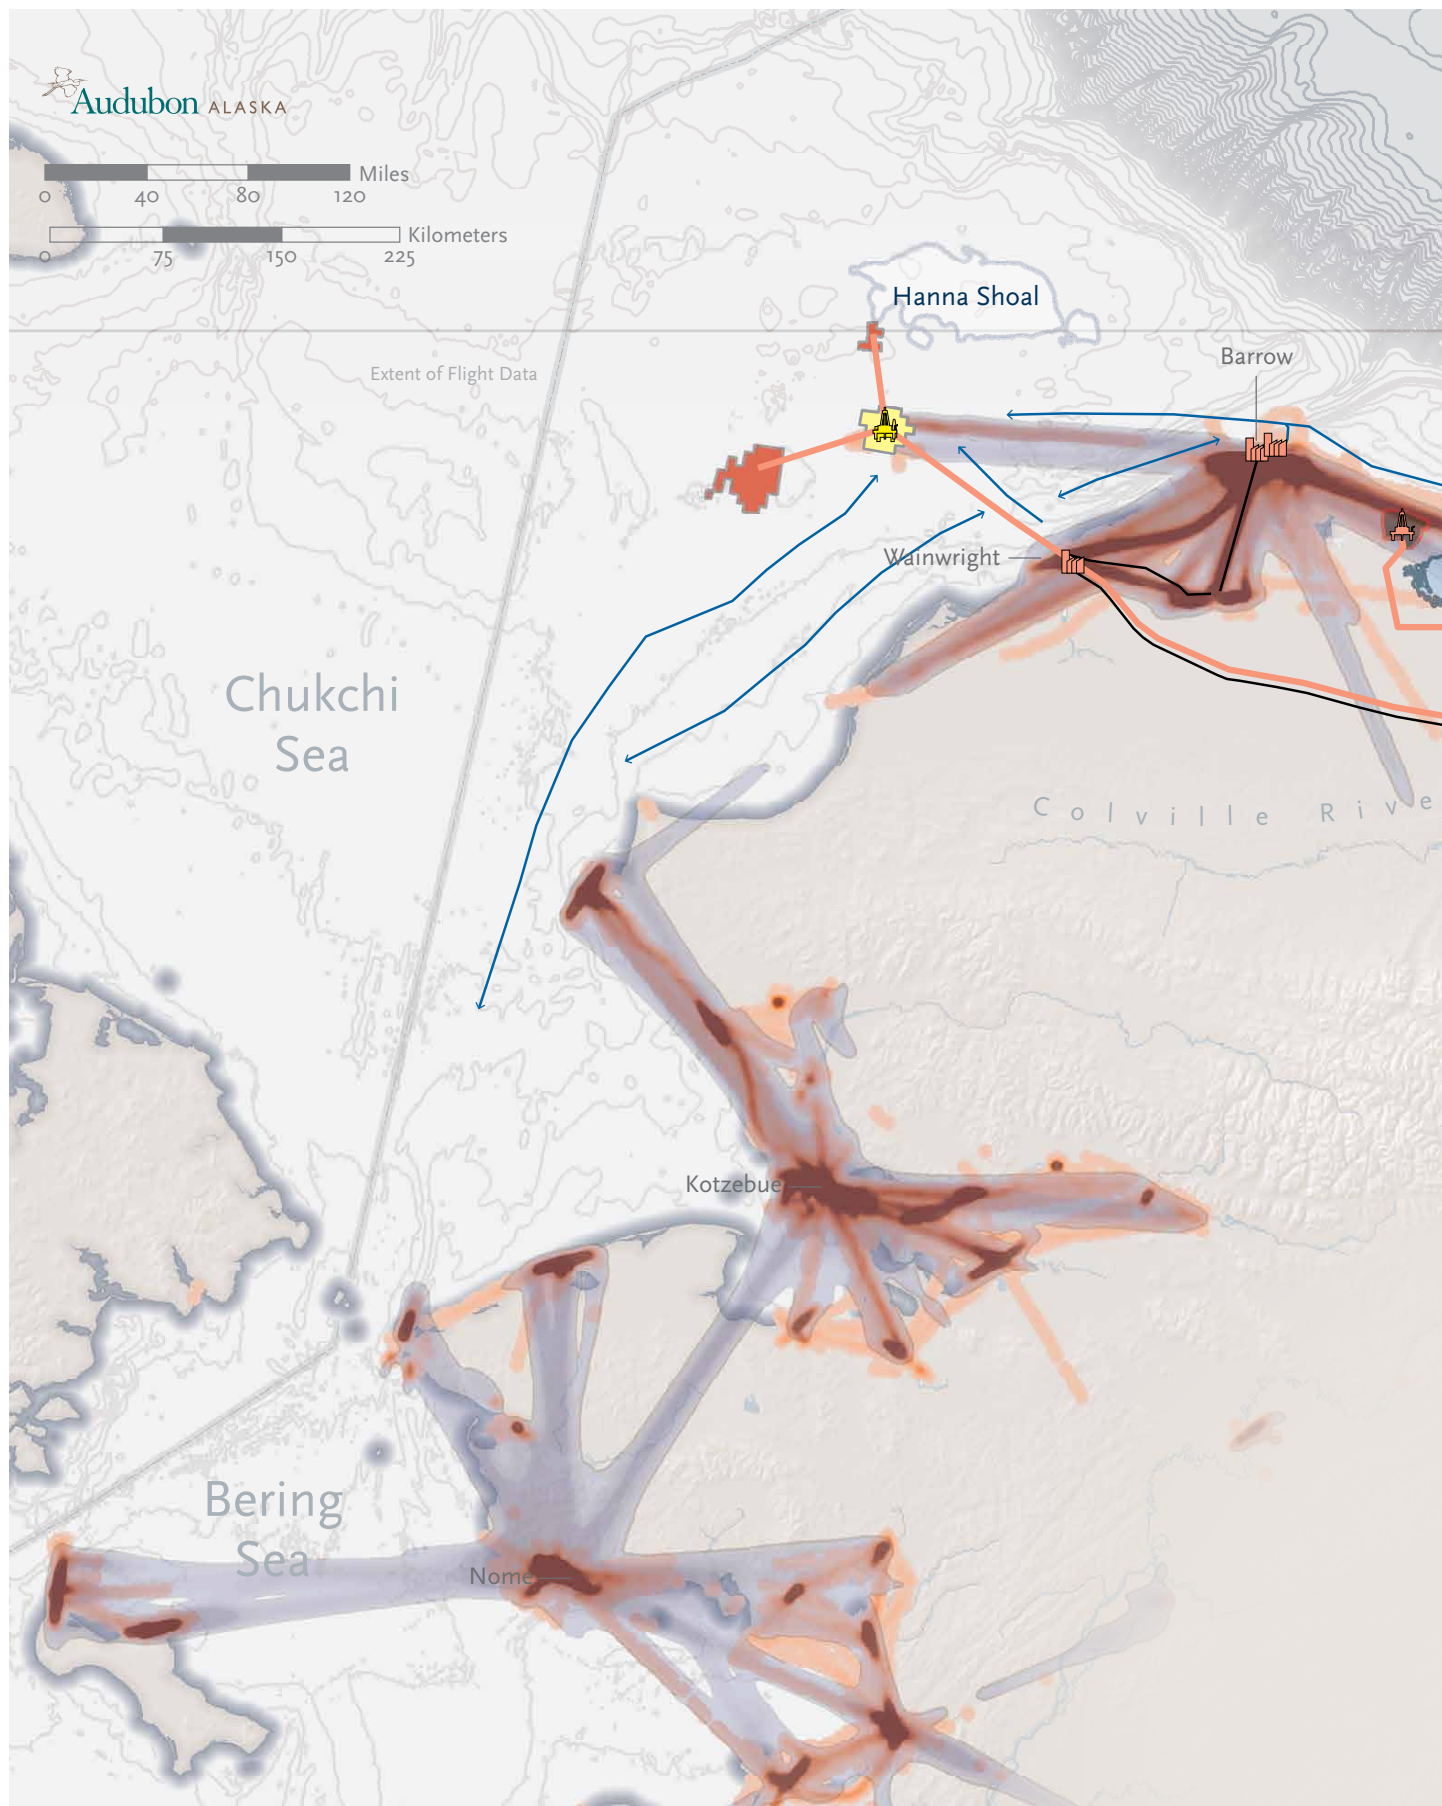 Audubon ALASKA
Miles
0 40 80 120
Kilometers
0 75 150 225
Hanna Shoal
Barrow
Extent of Flight Data
Wainwright
Chukchi
Sea
Colville Rive
Kotzebue
Bering
Sea
Nome